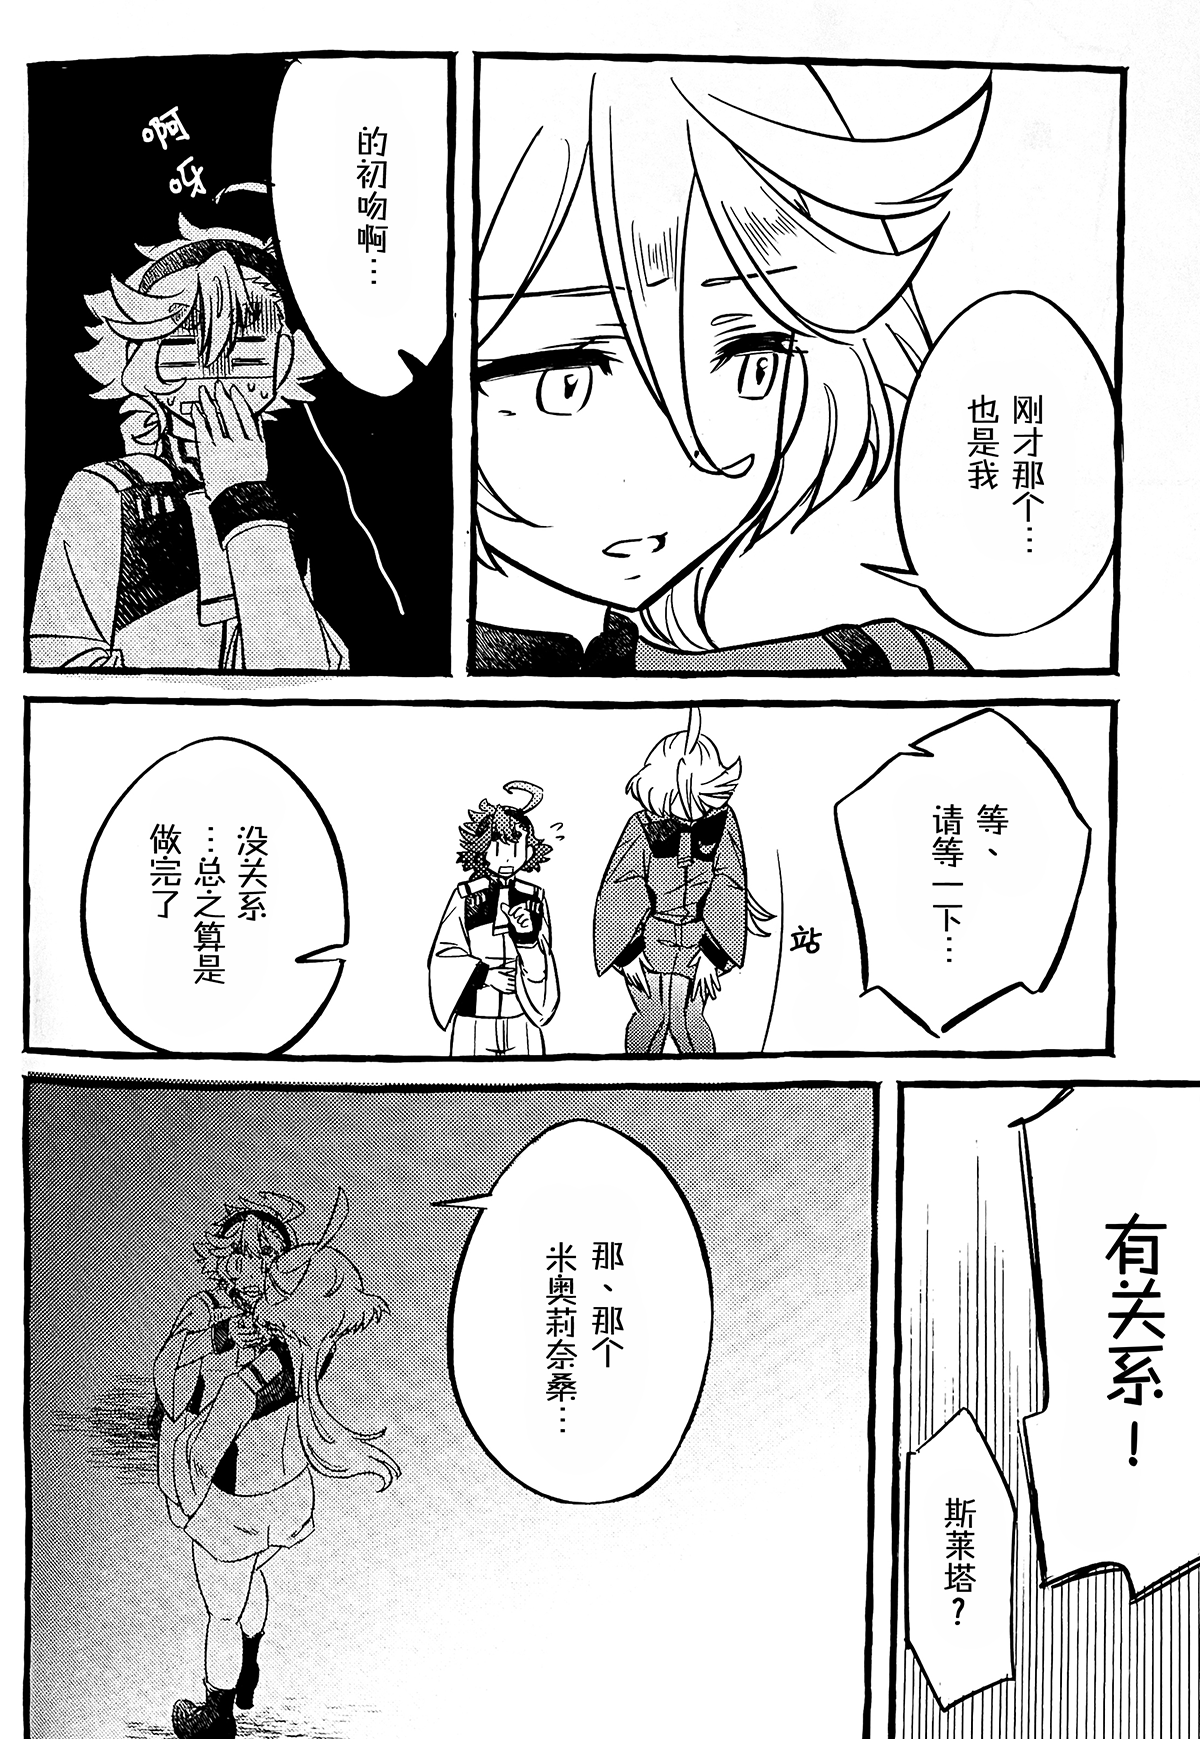 刚才那个…
也是我
的初吻啊…
啊
呀
等、
请等一下…
站
没关系
…总之算是
做完了
有关系！
斯莱塔？
那、那个
米奥莉奈桑…